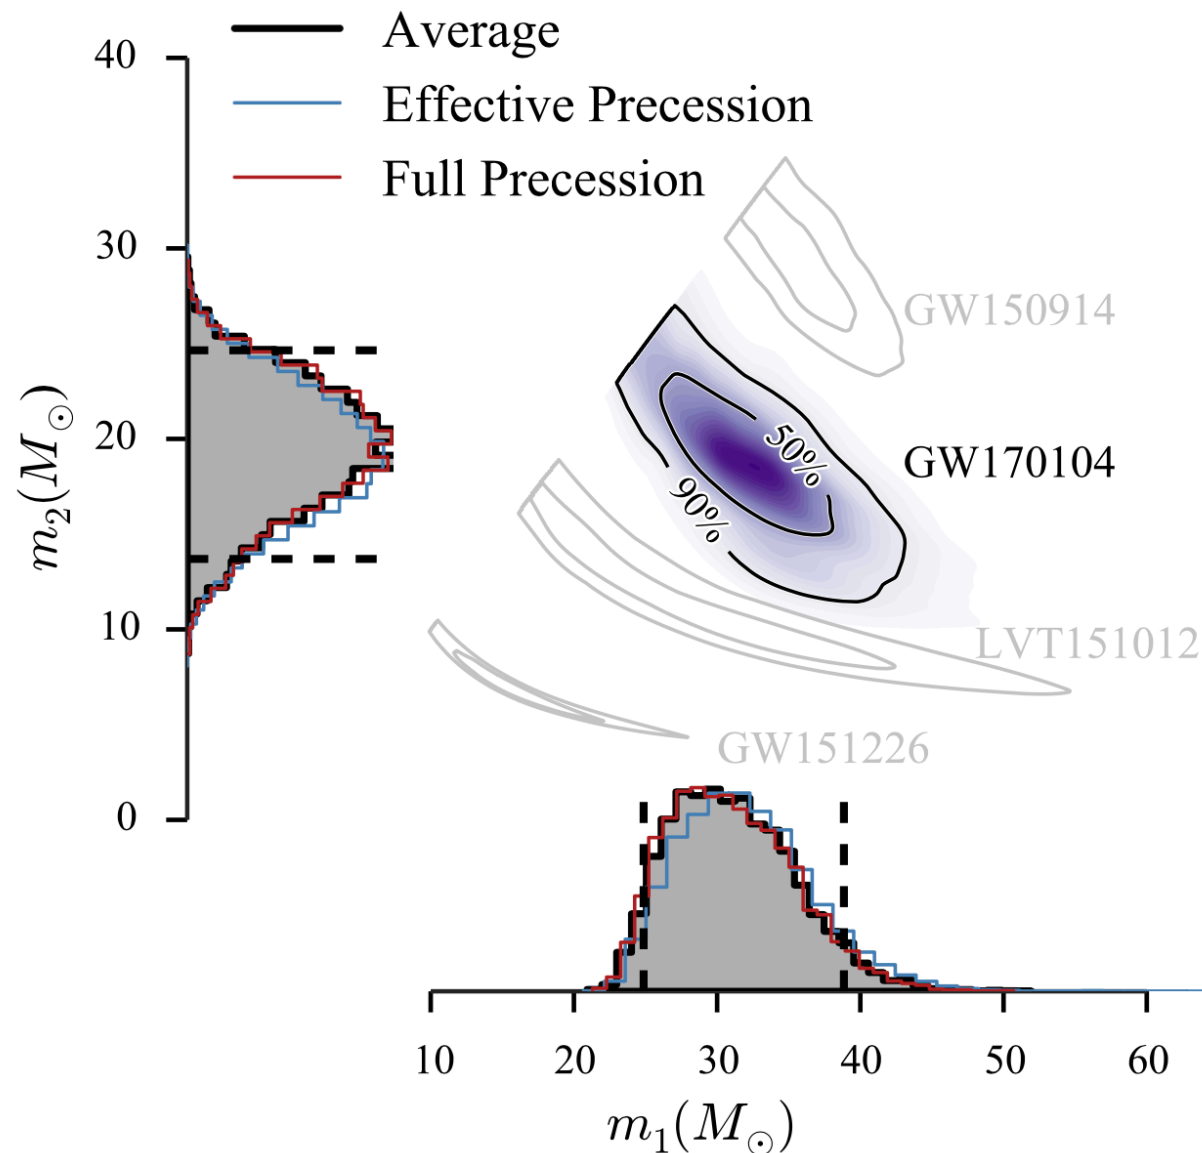 Average
Effective Precession
Full Precession
40
30
20
10
0
m₂(M⊙)
GW150914
GW170104
50%
90%
LVT151012
GW151226
10 20 30 40 50 60
m₁(M⊙)